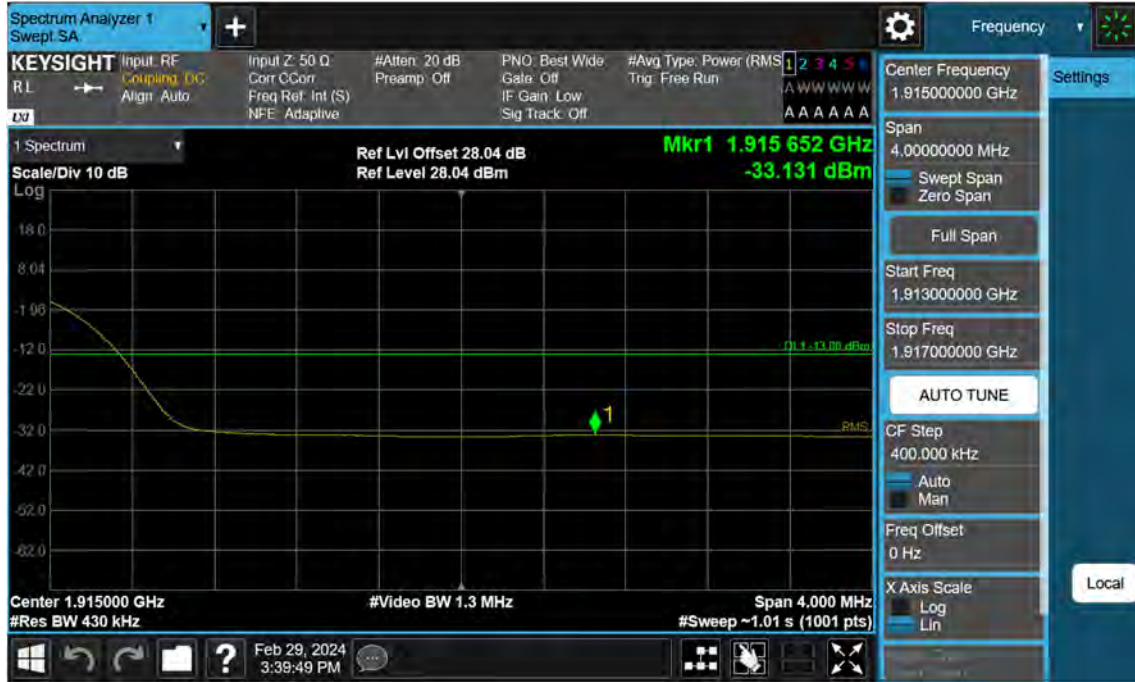 Spectrum Analyzer 1
Swept SA
+
Frequency
KEYSIGHT
RL
LXI
Input: RF
Coupling: DC
Align: Auto
Input Z: 50 Ω
Corr CCorr
Freq Ref: Int (S)
NFE: Adaptive
#Atten: 20 dB
Preamp: Off
PNO: Best Wide
Gate: Off
IF Gain: Low
Sig Track: Off
#Avg Type: Power (RMS
Trig: Free Run
1 2 3 4 5 6
A W W W W W
A A A A A A
1 Spectrum
Scale/Div 10 dB
Ref Lvl Offset 28.04 dB
Ref Level 28.04 dBm
Mkr1 1.915 652 GHz
-33.131 dBm
Log
18.0
8.04
-1.96
-12.0
-22.0
-32.0
-42.0
-52.0
-62.0
DL1 -13.00 dBm
1
RMS
Center 1.915000 GHz
#Video BW 1.3 MHz
Span 4.000 MHz
#Res BW 430 kHz
#Sweep ~1.01 s (1001 pts)
?
Feb 29, 2024
3:39:49 PM
Center Frequency
1.915000000 GHz
Settings
Span
4.00000000 MHz
Swept Span
Zero Span
Full Span
Start Freq
1.913000000 GHz
Stop Freq
1.917000000 GHz
AUTO TUNE
CF Step
400.000 kHz
Auto
Man
Freq Offset
0 Hz
X Axis Scale
Log
Lin
Local